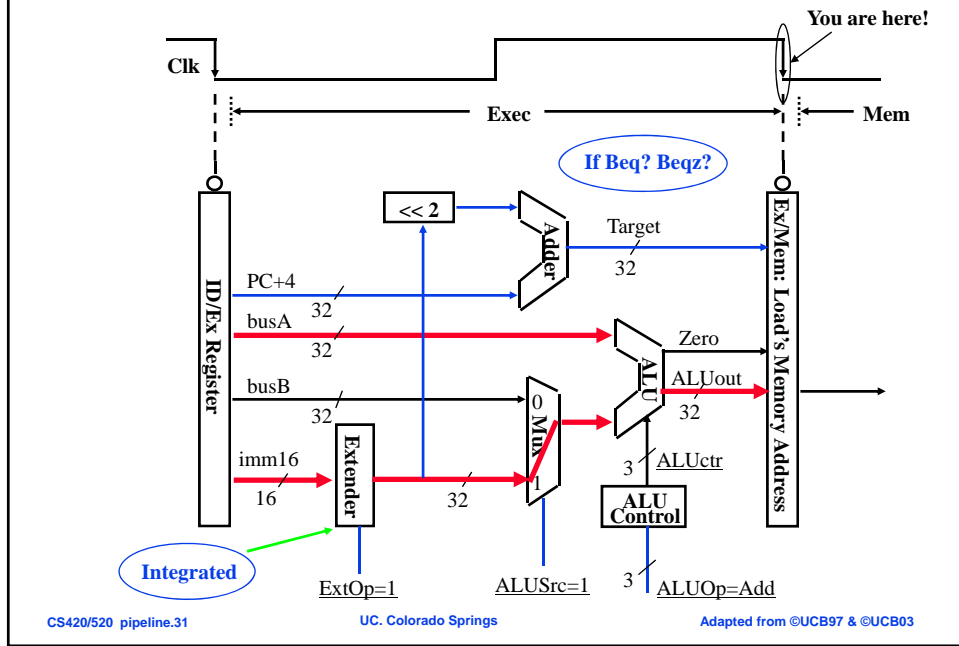 You are here!
Clk
Exec
Mem
If Beq? Beqz?
<< 2
Adder
Target
32
PC+4
32
busA
32
busB
32
imm16
16
ID/Ex Register
Extender
32
0
Mux
1
ALU
Zero
ALUout
32
3
ALUctr
ALU
Control
Ex/Mem: Load's Memory Address
Integrated
ExtOp=1
ALUSrc=1
3
ALUOp=Add
CS420/520 pipeline.31
UC. Colorado Springs
Adapted from ©UCB97 & ©UCB03